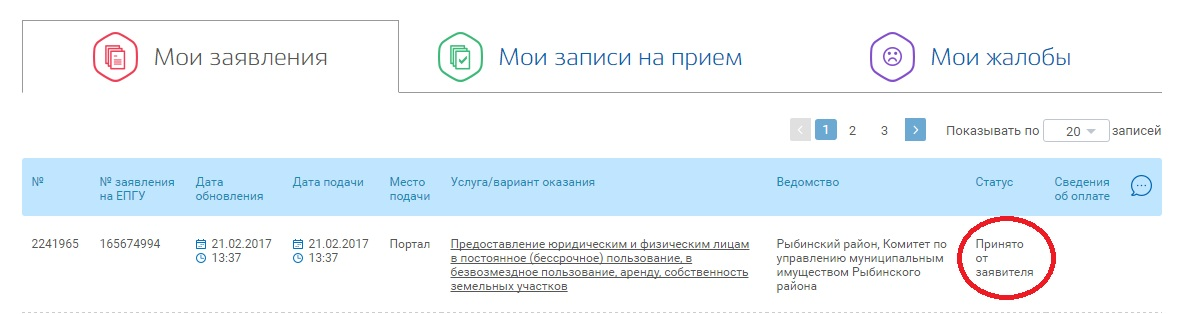 Мои заявления
Мои записи на прием
Мои жалобы
1 2 3 Показывать по 20 записей
№
№ заявления
на ЕПГУ
Дата
обновления
Дата подачи
Место
подачи
Услуга/вариант оказания
Ведомство
Статус
Сведения
об оплате
2241965
165674994
21.02.2017
13:37
21.02.2017
13:37
Портал
Предоставление юридическим и физическим лицам
в постоянное (бессрочное) пользование, в
безвозмездное пользование, аренду, собственность
земельных участков
Рыбинский район, Комитет по
управлению муниципальным
имуществом Рыбинского
района
Принято
от
заявителя